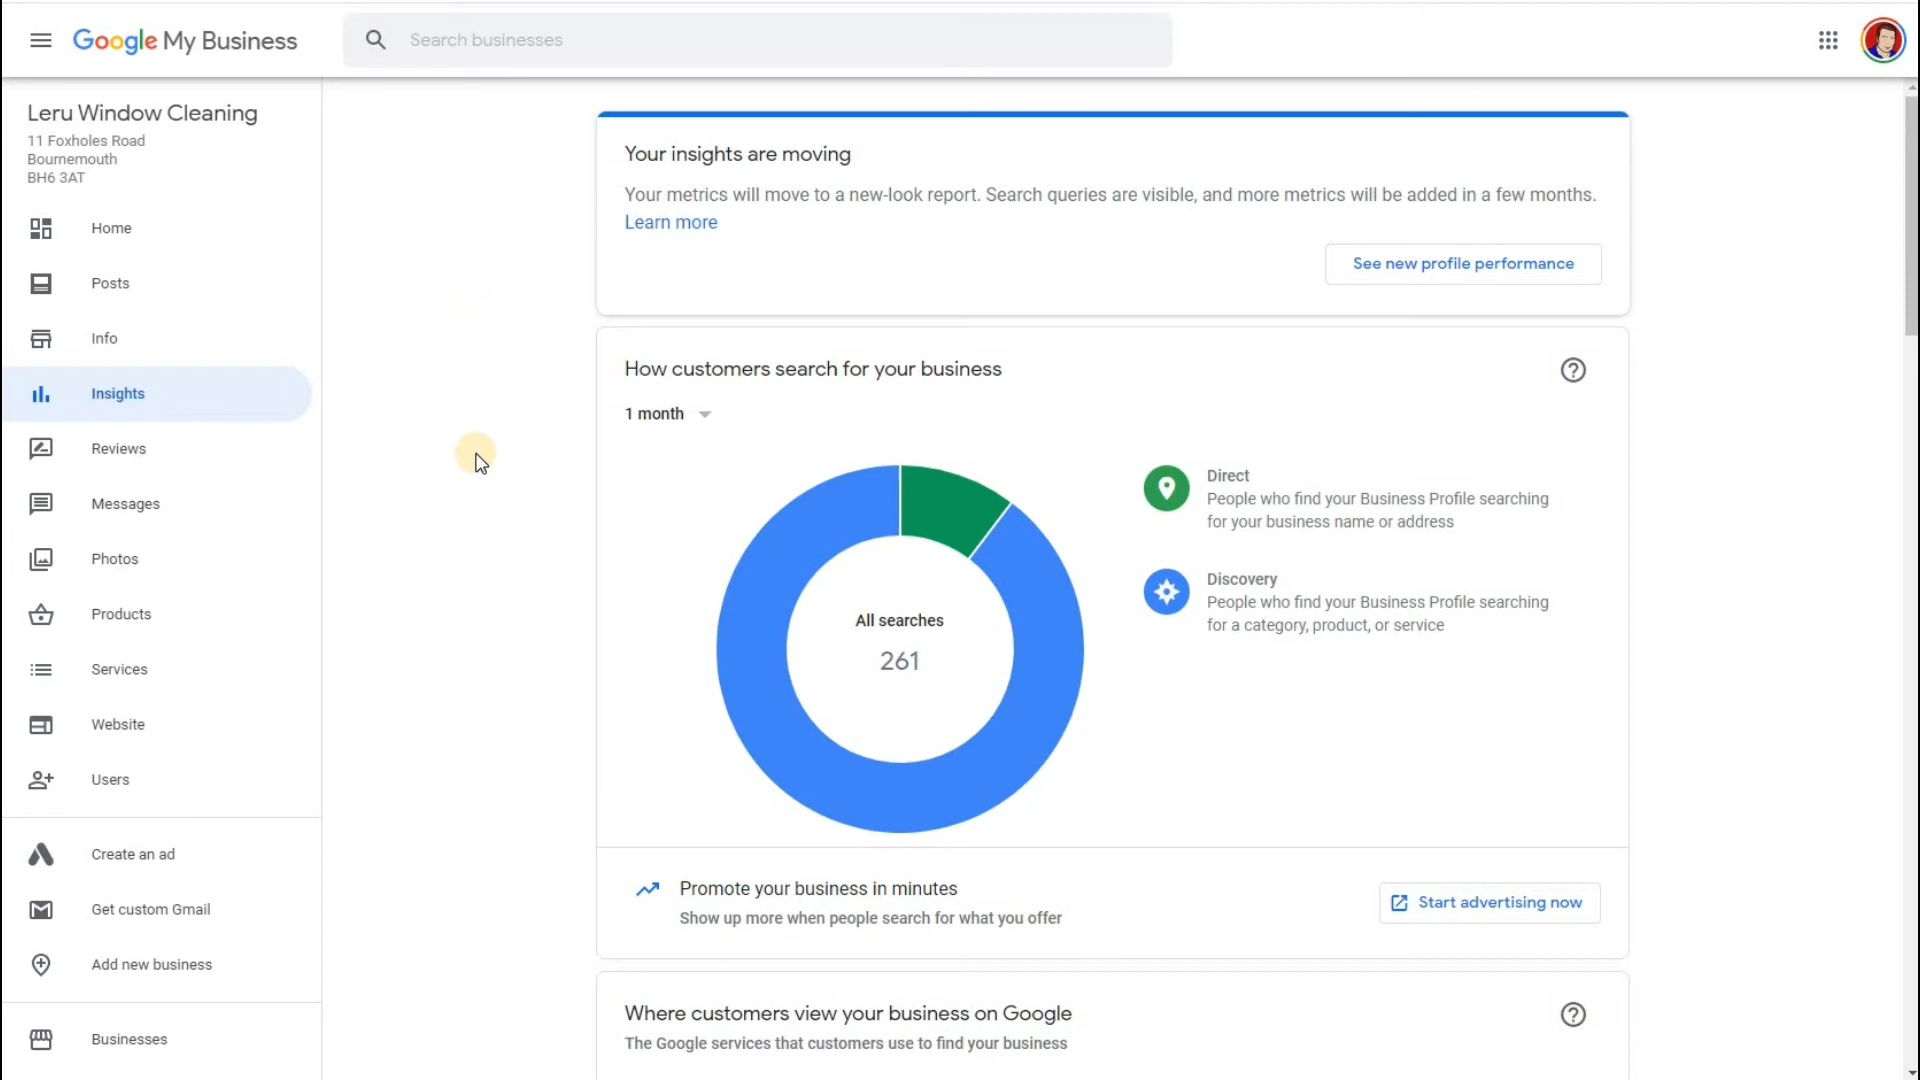 Google My Business
Search businesses
Leru Window Cleaning
11 Foxholes Road
Bournemouth
BH6 3AT
Home
Posts
Info
Insights
Reviews
Messages
Photos
Products
Services
Website
Users
Create an ad
Get custom Gmail
Add new business
Businesses
Your insights are moving
Your metrics will move to a new-look report. Search queries are visible, and more metrics will be added in a few months.
Learn more
See new profile performance
How customers search for your business
1 month
All searches
261
Direct
People who find your Business Profile searching
for your business name or address
Discovery
People who find your Business Profile searching
for a category, product, or service
Promote your business in minutes
Show up more when people search for what you offer
Start advertising now
Where customers view your business on Google
The Google services that customers use to find your business